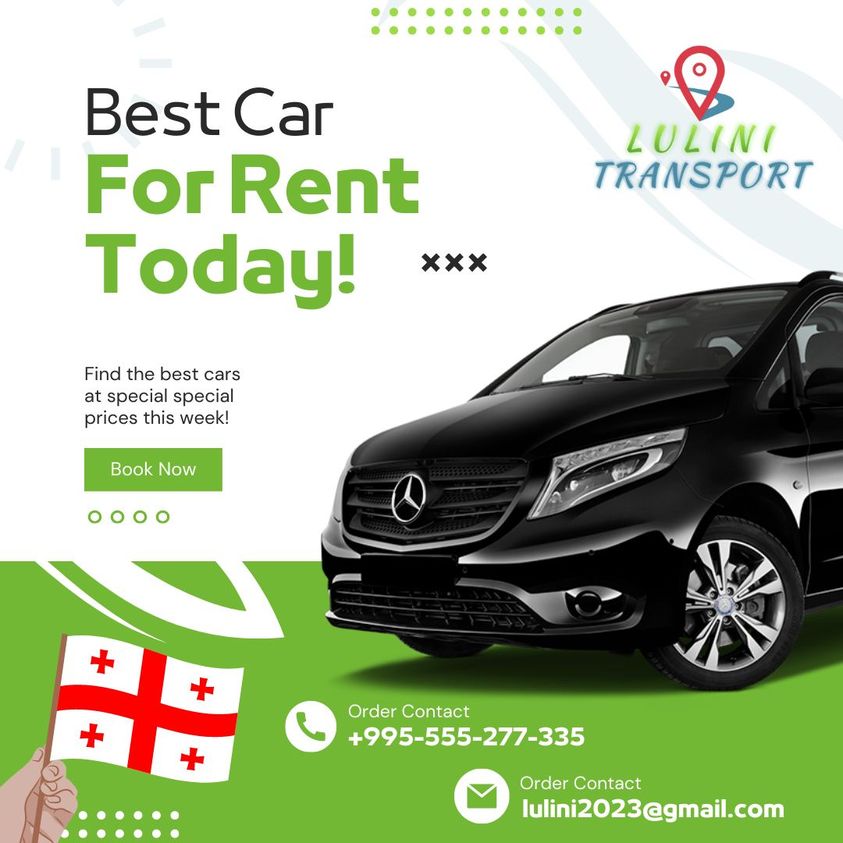 Best Car
For Rent
Today!
LULINI
TRANSPORT
Find the best cars
at special special
prices this week!
Book Now
Order Contact
+995-555-277-335
Order Contact
lulini2023@gmail.com